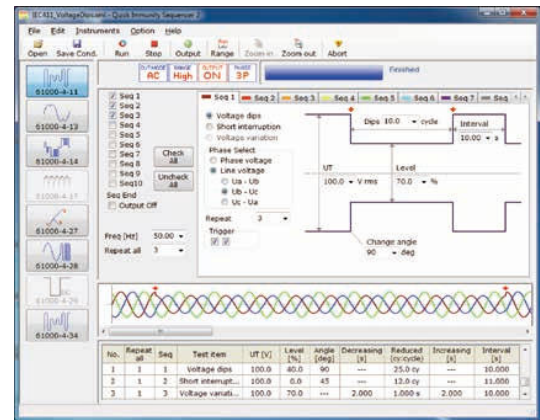 IEC411_VoltageDips.xml - Quick Immunity Sequencer 2
File Edit Instruments Option Help
Open Save Cond. Run Stop Output Range Zoom in Zoom out Abort
61000-4-11
61000-4-13
61000-4-14
61000-4-17
61000-4-27
61000-4-28
61000-4-29
61000-4-34
OUTMODE AC
RANGE High
OUTPUT ON
PHASE 3P
Finished
Seq 1
Seq 2
Seq 3
Seq 4
Seq 5
Seq 6
Seq 7
Seq 8
Seq 9
Seq10
Check All
Uncheck All
Seq End
Output Off
Freq [Hz] 50.00
Repeat all 3
Seq 1 Seq 2 Seq 3 Seq 4 Seq 5 Seq 6 Seq 7 Seq
Voltage dips
Short interruption
Voltage variation
Phase Select
Phase voltage
Line voltage
Ua - Ub
Ub - Uc
Uc - Ua
Repeat 3
Trigger
Dips 10.0 cycle
Interval
10.00 s
UT
100.0 V rms
Level
70.0 %
Change angle
90 deg
No. Repeat all Seq Test item UT [V] Level [%] Angle [deg] Decreasing [s] Reduced (cy:cycle) Increasing [s] Interval [s]
1 1 1 Voltage dips 100.0 40.0 90 --- 25.0 cy --- 10.000
2 1 2 Short interrupt... 100.0 0.0 45 --- 12.0 cy --- 11.000
3 1 3 Voltage variati... 100.0 70.0 --- 2.000 1.000 s 2.000 10.000